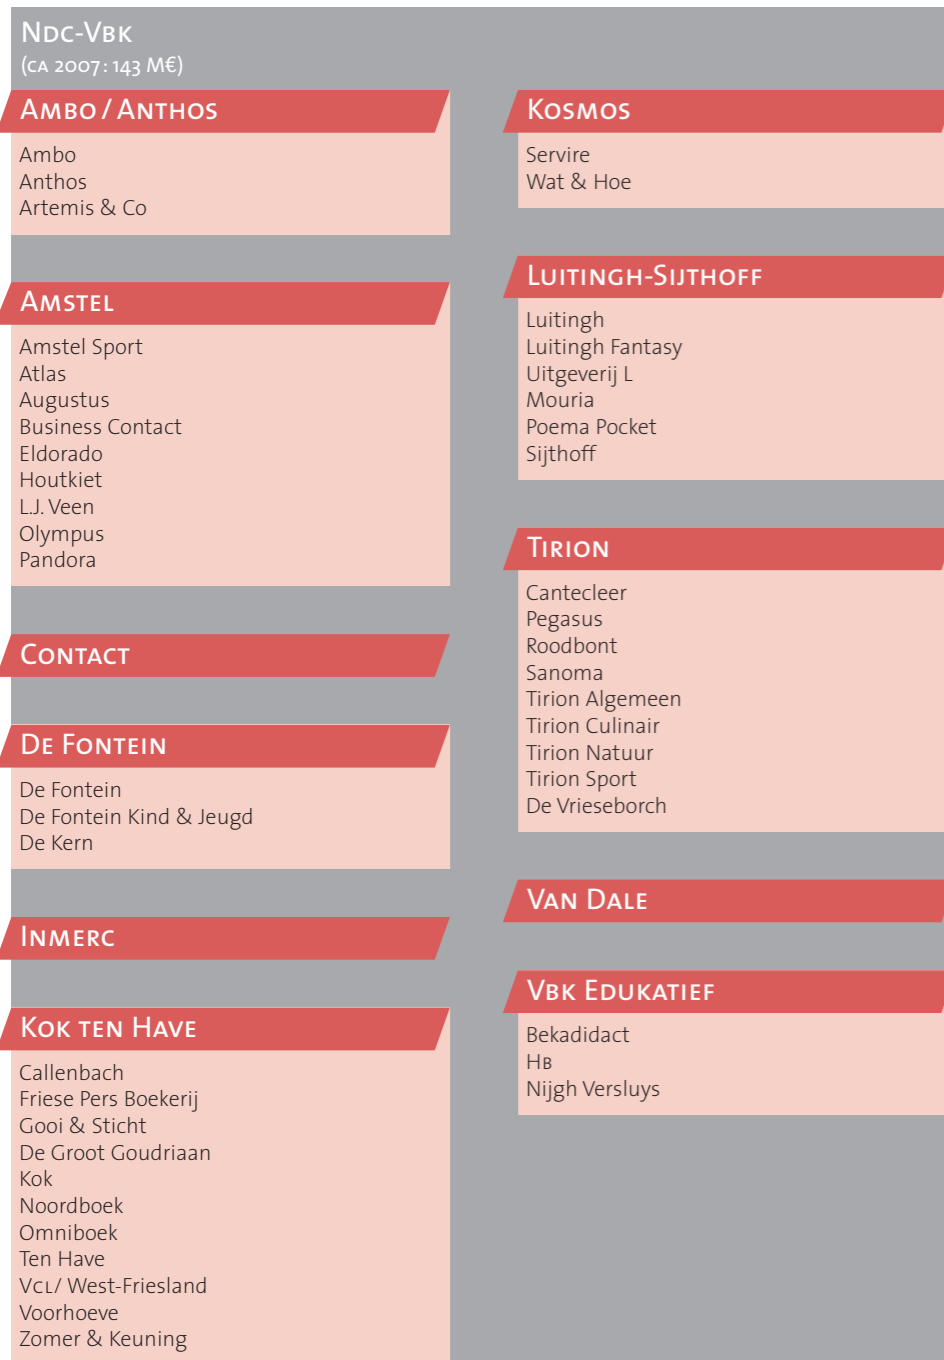 NDC-VBK
(CA 2007 : 143 M€)
AMBO / ANTHOS
Ambo
Anthos
Artemis & Co
AMSTEL
Amstel Sport
Atlas
Augustus
Business Contact
Eldorado
Houtkiet
L.J. Veen
Olympus
Pandora
CONTACT
DE FONTEIN
De Fontein
De Fontein Kind & Jeugd
De Kern
INMERC
KOK TEN HAVE
Callenbach
Friese Pers Boekerij
Gooi & Sticht
De Groot Goudriaan
Kok
Noordboek
Omniboek
Ten Have
VCL/ West-Friesland
Voorhoeve
Zomer & Keuning
KOSMOS
Servire
Wat & Hoe
LUITINGH-SIJTHOFF
Luitingh
Luitingh Fantasy
Uitgeverij L
Mouria
Poema Pocket
Sijthoff
TIRION
Cantecleer
Pegasus
Roodbont
Sanoma
Tirion Algemeen
Tirion Culinair
Tirion Natuur
Tirion Sport
De Vrieseborch
VAN DALE
VBK EDUKATIEF
Bekadidact
HB
Nijgh Versluys